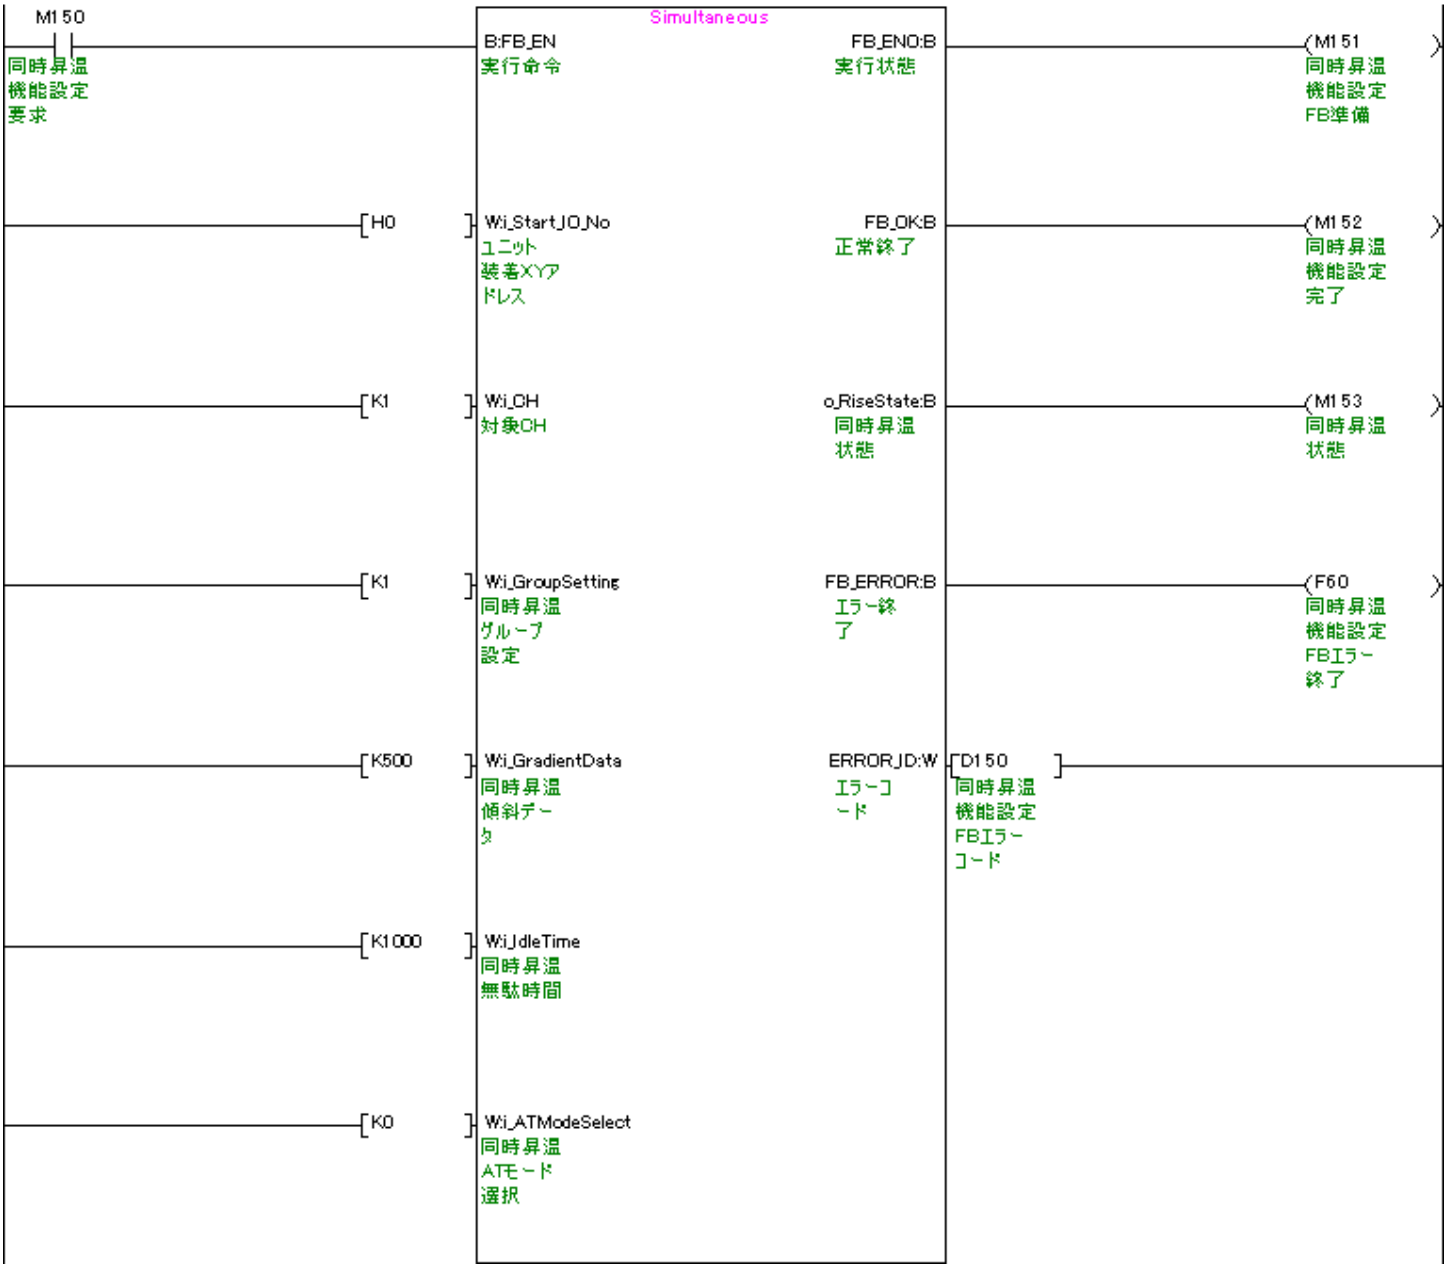 Simultaneous
M150
同時昇温
機能設定
要求
B:FB_EN
実行命令
FB_ENO:B
実行状態
M151
同時昇温
機能設定
FB準備
H0
W:i_Start_IO_No
ユニット
装着XYア
ドレス
FB_OK:B
正常終了
M152
同時昇温
機能設定
完了
K1
W:i_CH
対象CH
o_RiseState:B
同時昇温
状態
M153
同時昇温
状態
K1
W:i_GroupSetting
同時昇温
グループ
設定
FB_ERROR:B
エラー終
了
F60
同時昇温
機能設定
FBエラー
終了
K500
W:i_GradientData
同時昇温
傾斜デー
タ
ERROR_ID:W
エラーコ
ード
D150
同時昇温
機能設定
FBエラー
コード
K1000
W:i_IdleTime
同時昇温
無駄時間
K0
W:i_ATModeSelect
同時昇温
ATモード
選択